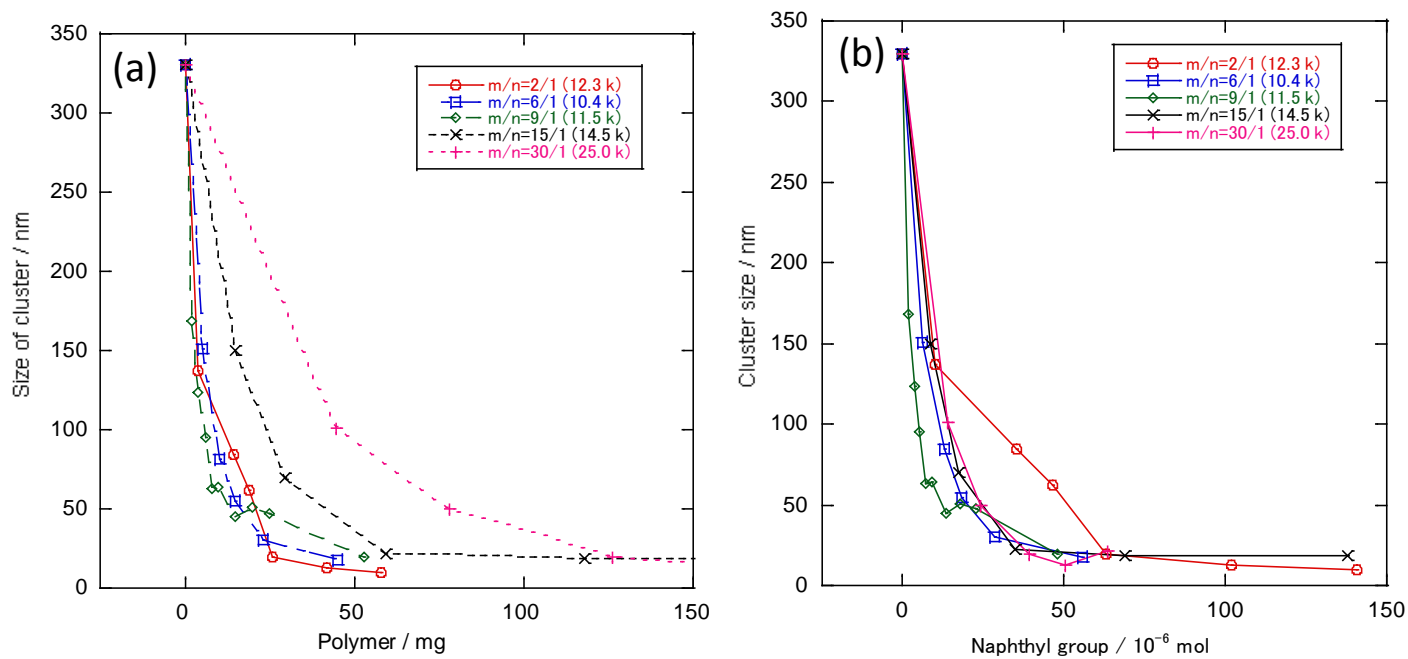 (a)
350
300
250
200
150
100
50
0
Size of cluster / nm
m/n=2/1 (12.3 k)
m/n=6/1 (10.4 k)
m/n=9/1 (11.5 k)
m/n=15/1 (14.5 k)
m/n=30/1 (25.0 k)
0 50 100 150
Polymer / mg
(b)
350
300
250
200
150
100
50
0
Cluster size / nm
m/n=2/1 (12.3 k)
m/n=6/1 (10.4 k)
m/n=9/1 (11.5 k)
m/n=15/1 (14.5 k)
m/n=30/1 (25.0 k)
0 50 100 150
Naphthyl group / 10⁻⁶ mol